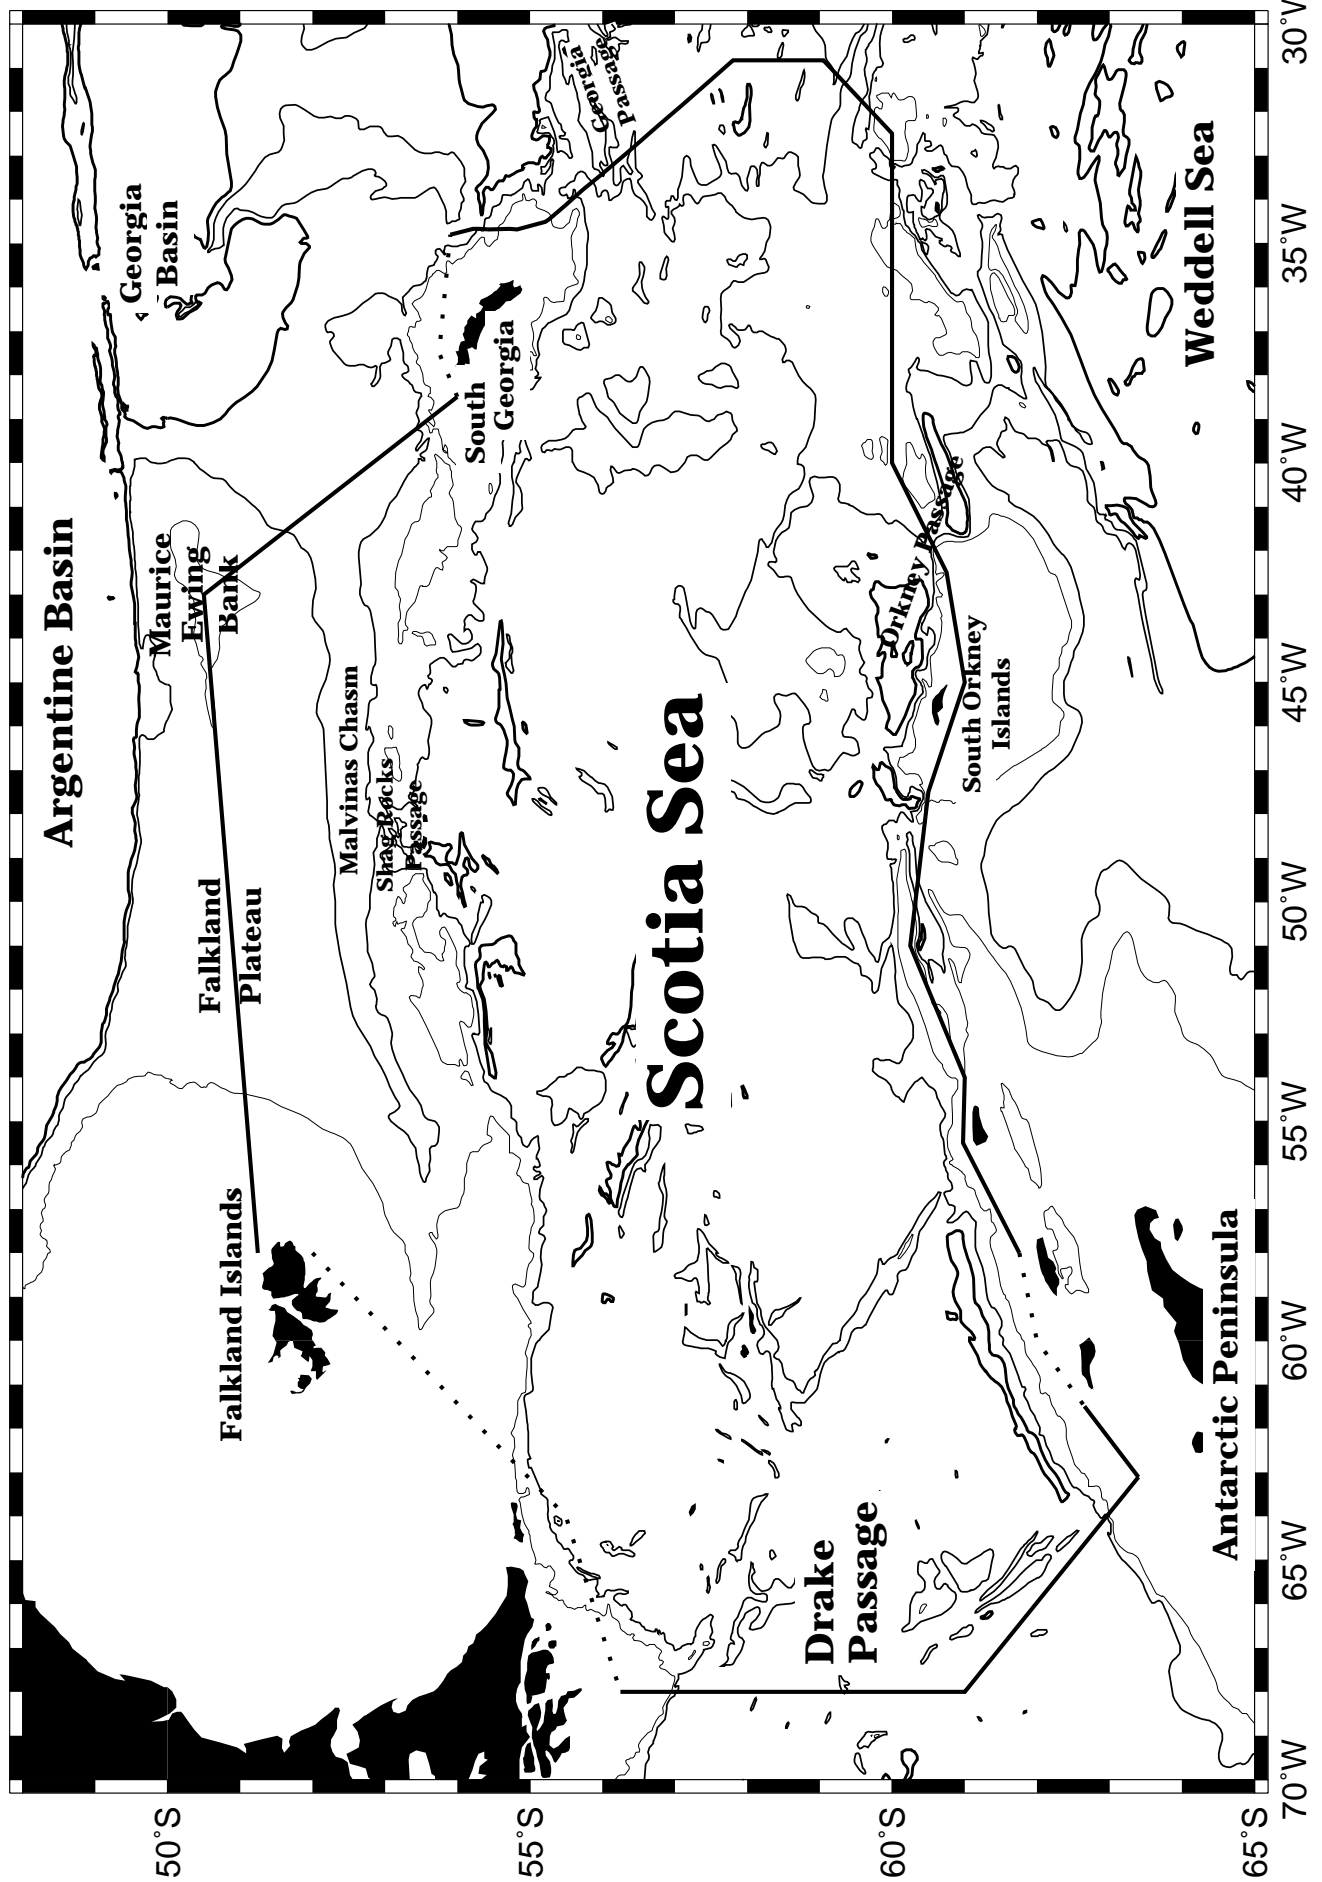 Argentine Basin
Georgia
Basin
Maurice
Ewing
Bank
Falkland
Plateau
Falkland Islands
Malvinas Chasm
Shag Rocks
Passage
South
Georgia
Georgia
Passage
Scotia Sea
Drake
Passage
Orkney Passage
South Orkney
Islands
Weddell Sea
Antarctic Peninsula
70˚W
65˚W
60˚W
55˚W
50˚W
45˚W
40˚W
35˚W
30˚W
50˚S
55˚S
60˚S
65˚S